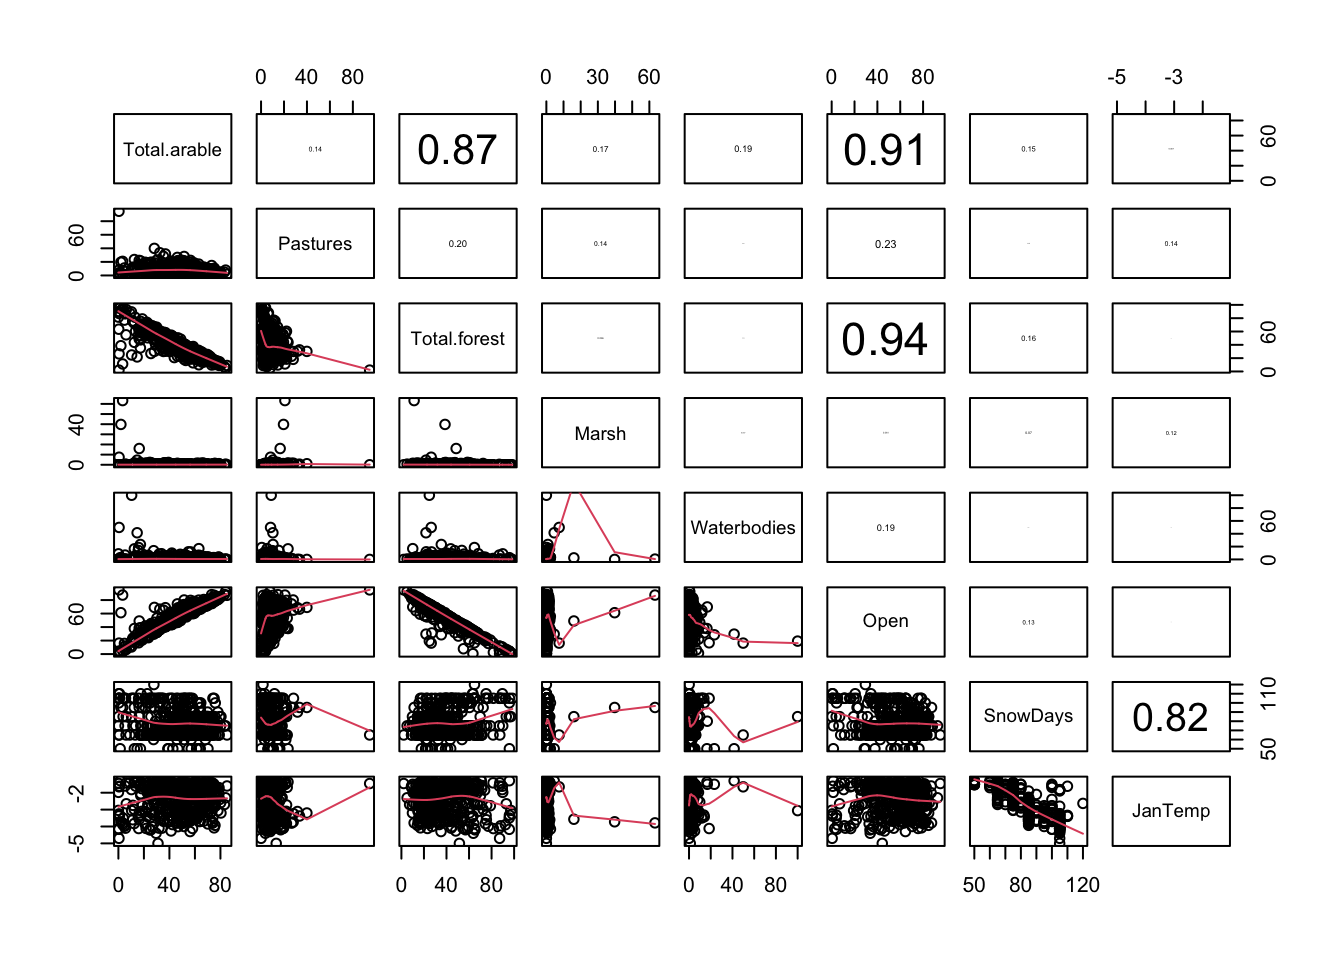 0 40 80 0 30 60 0 40 80 -5 -3
Total.arable 0.14 0.87 0.17 0.19 0.91 0.15 0 60
0 60 Pastures 0.20 0.14 0.23 0.14
Total.forest 0.94 0.16 0 60
0 40 Marsh 0.12
Waterbodies 0.19 0 60
0 60 Open 0.13
SnowDays 0.82 50 110
-5 -2 JanTemp
0 40 80 0 40 80 0 40 80 50 80 120